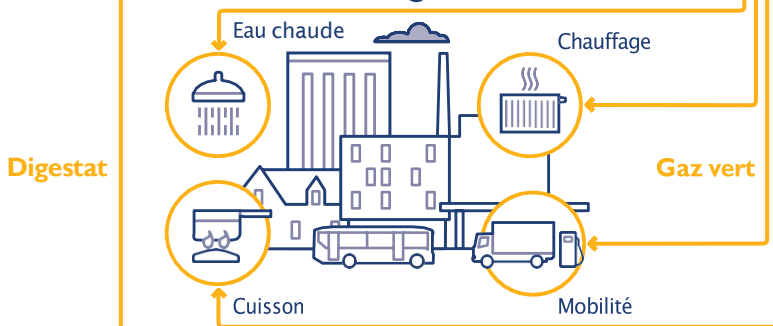 Eau chaude
Chauffage
Digestat
Gaz vert
Cuisson
Mobilité